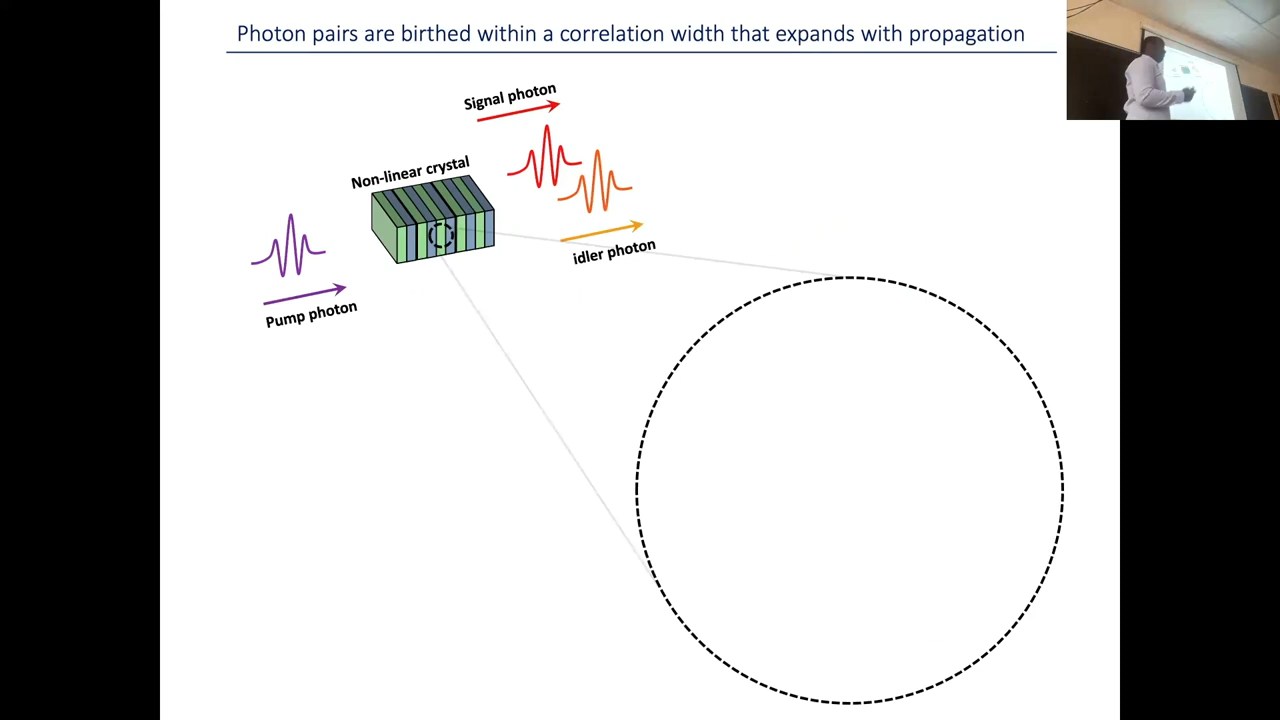 Photon pairs are birthed within a correlation width that expands with propagation
Signal photon
Non-linear crystal
idler photon
Pump photon